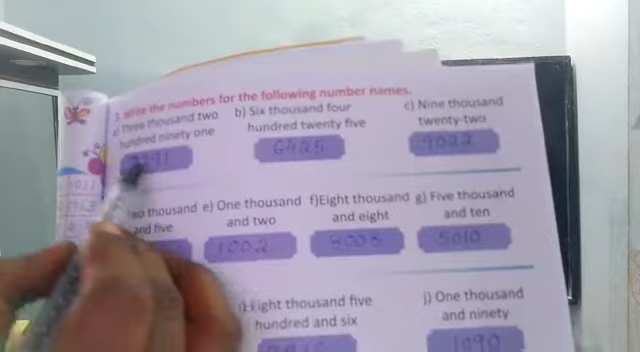 3. Write the numbers for the following number names.
a) Three thousand two hundred ninety one
b) Six thousand four hundred twenty five
c) Nine thousand twenty-two
3291
6425
9022
two thousand and five
e) One thousand and two
f) Eight thousand and eight
g) Five thousand and ten
1002
8008
5010
Eight thousand five hundred and six
j) One thousand and ninety
1090